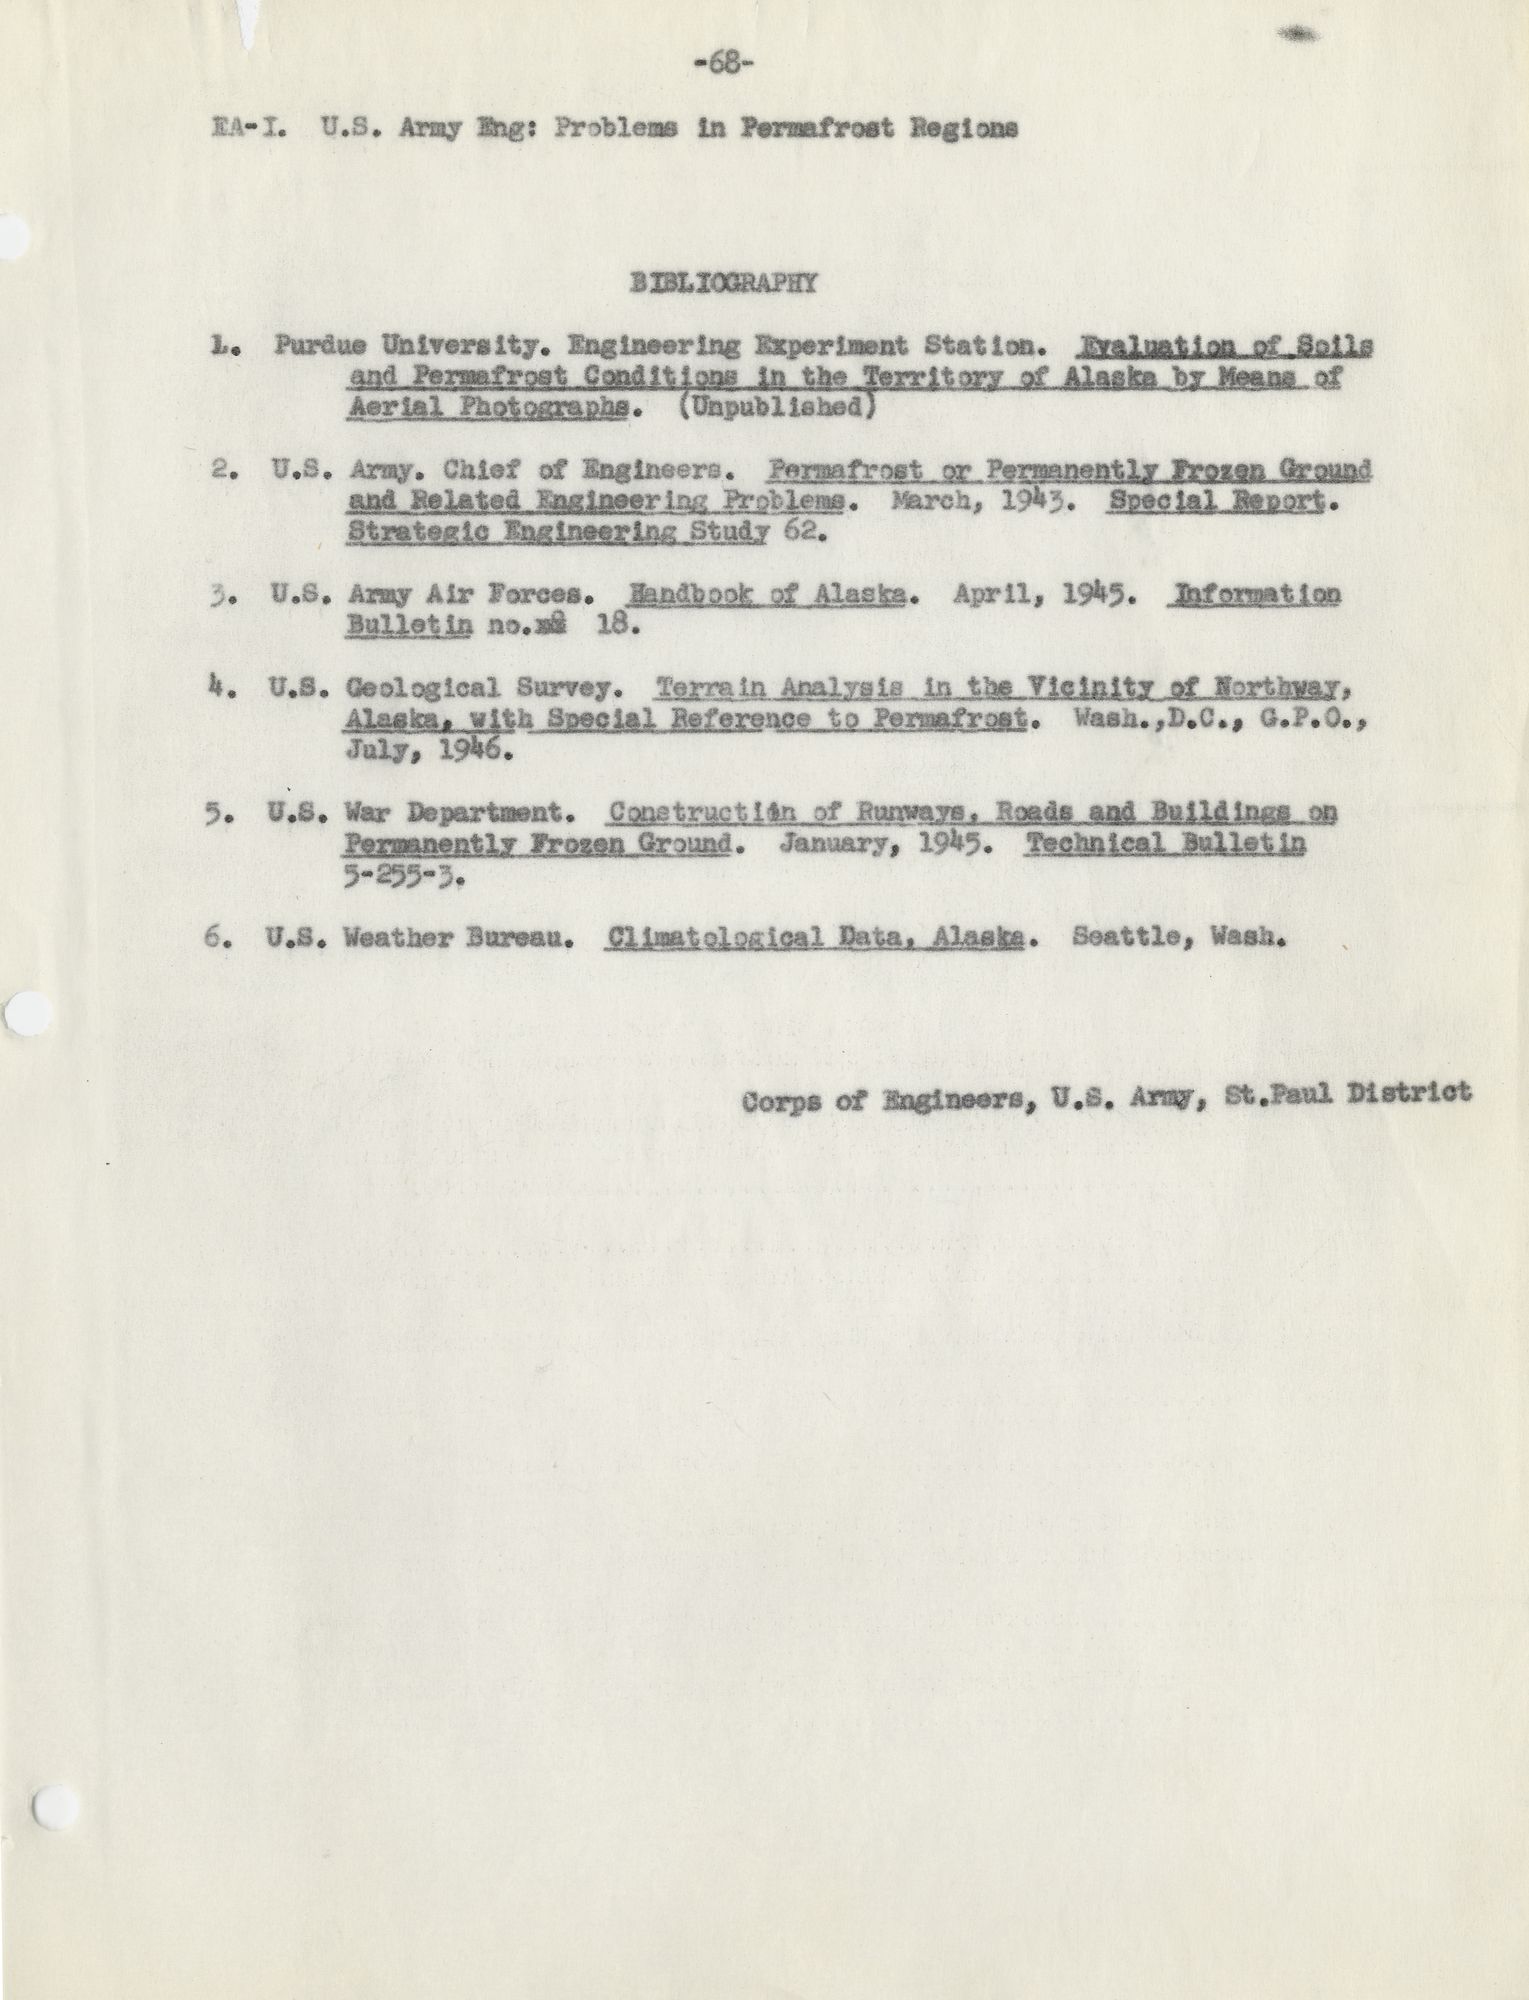 -68-
EA-I. U.S. Army Eng: Problems in Permafrost Regions
BIBLIOGRAPHY
1. Purdue University. Engineering Experiment Station. Evaluation of Soils
and Permafrost Conditions in the Territory of Alaska by Means of
Aerial Photographs. (Unpublished)
2. U.S. Army. Chief of Engineers. Permafrost or Permanently Frozen Ground
and Related Engineering Problems. March, 1943. Special Report.
Strategic Engineering Study 62.
3. U.S. Army Air Forces. Handbook of Alaska. April, 1945. Information
Bulletin no. 18.
4. U.S. Geological Survey. Terrain Analysis in the Vicinity of Northway,
Alaska, with Special Reference to Permafrost. Wash.,D.C., G.P.O.,
July, 1946.
5. U.S. War Department. Construction of Runways, Roads and Buildings on
Permanently Frozen Ground. January, 1945. Technical Bulletin
5-255-3.
6. U.S. Weather Bureau. Climatological Data, Alaska. Seattle, Wash.
Corps of Engineers, U.S. Army, St.Paul District